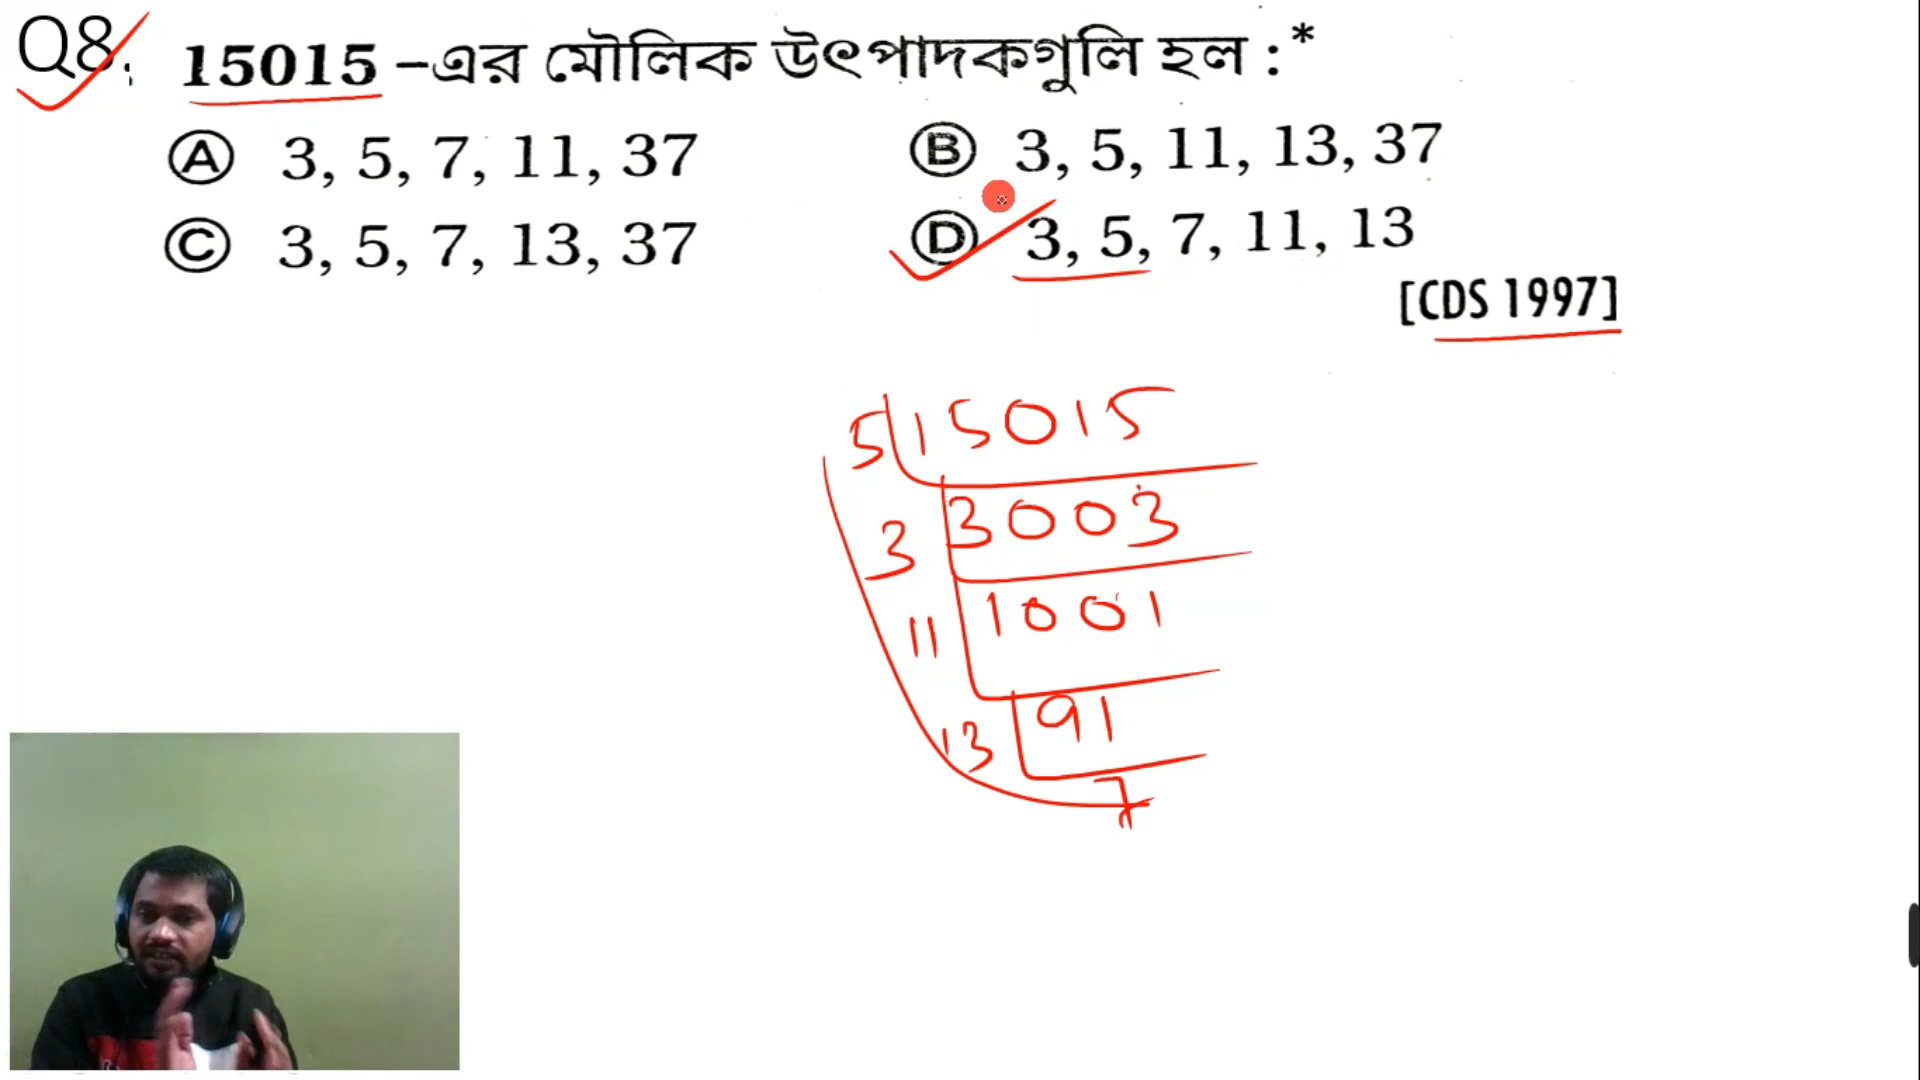 Q8.
15015 –এর মৌলিক উৎপাদকগুলি হল :*
Ⓐ 3, 5, 7, 11, 37
Ⓑ 3, 5, 11, 13, 37
Ⓒ 3, 5, 7, 13, 37
Ⓓ 3, 5, 7, 11, 13
[CDS 1997]
5 15015
3 3003
11 1001
13 91
7